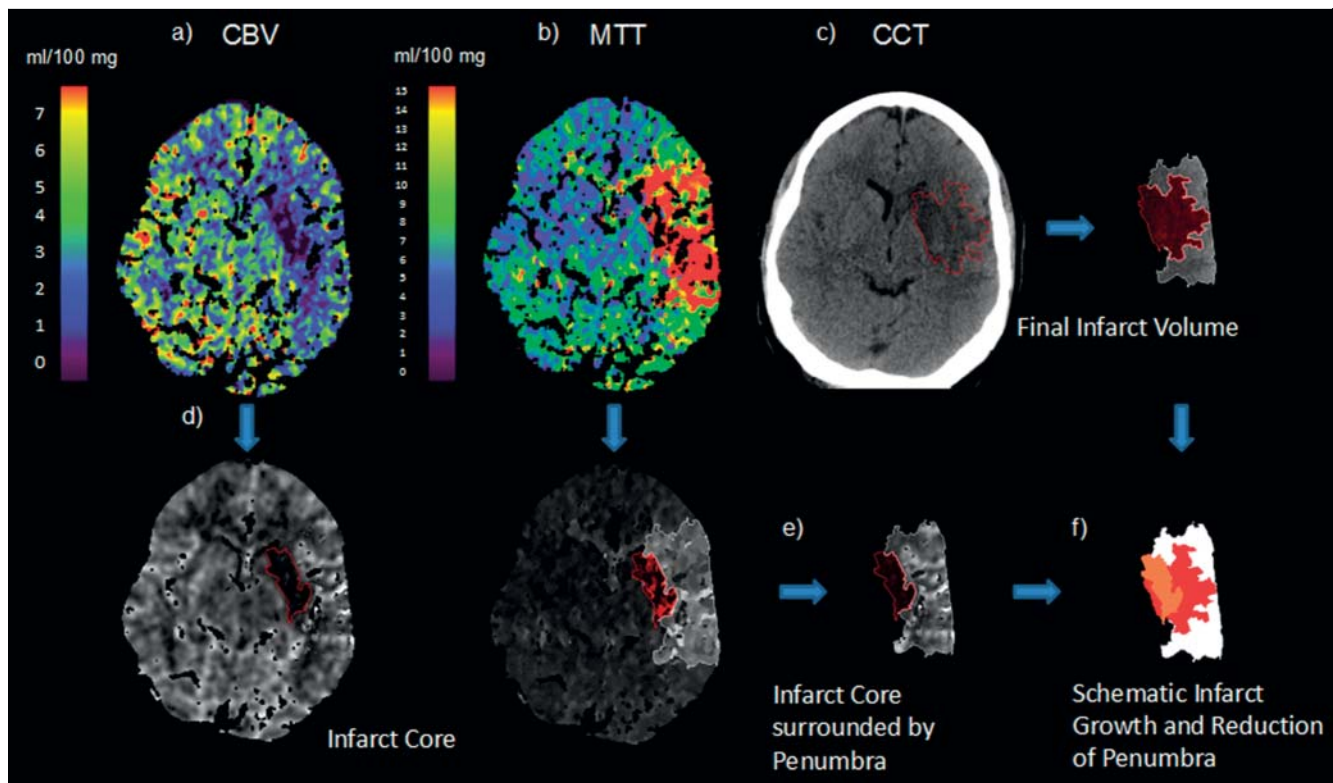 a) CBV
b) MTT
c) CCT
ml/100 mg
7
6
5
4
3
2
1
0
ml/100 mg
15
14
13
12
11
10
9
8
7
6
5
4
3
2
1
0
Final Infarct Volume
d)
Infarct Core
e)
Infarct Core
surrounded by
Penumbra
f)
Schematic Infarct
Growth and Reduction
of Penumbra